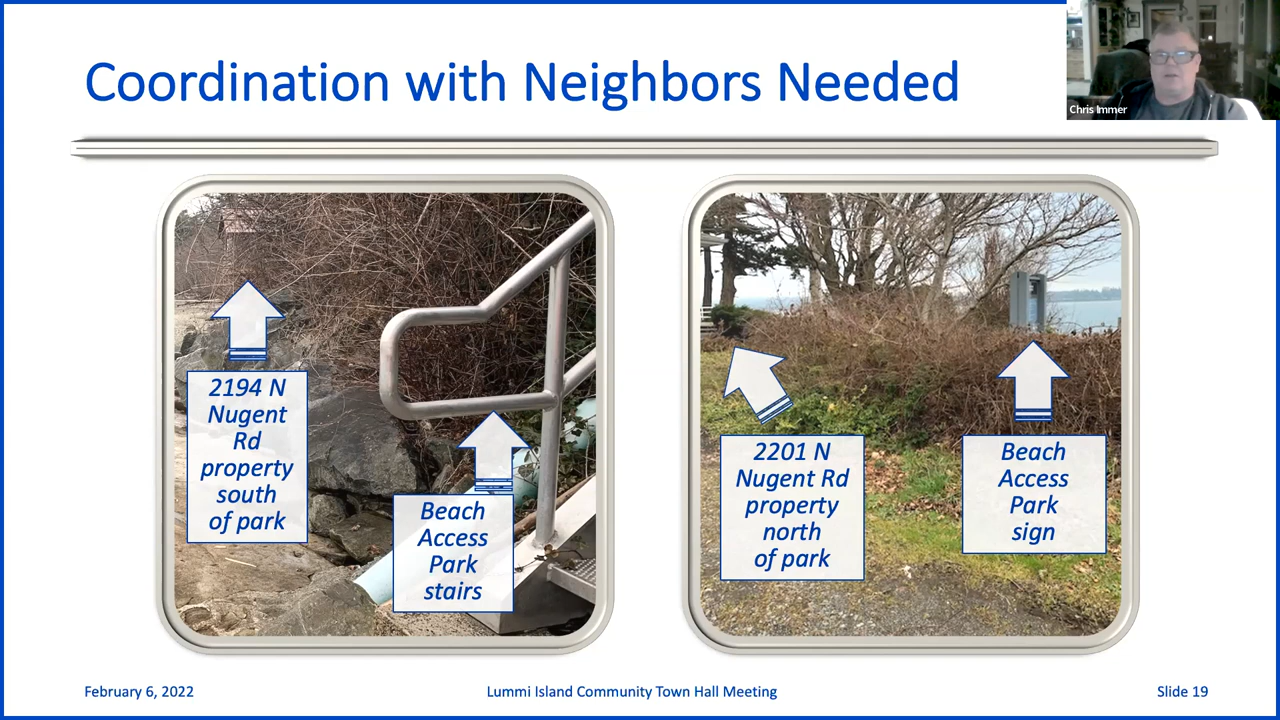 Coordination with Neighbors Needed
Chris Immer
2194 N
Nugent
Rd
property
south
of park
Beach
Access
Park
stairs
2201 N
Nugent Rd
property
north
of park
Beach
Access
Park
sign
February 6, 2022
Lummi Island Community Town Hall Meeting
Slide 19